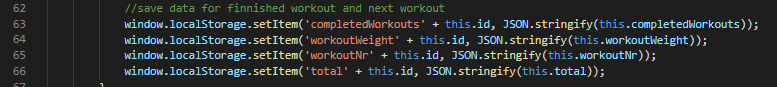 62 //save data for finnished workout and next workout
63 window.localStorage.setItem('completedWorkouts' + this.id, JSON.stringify(this.completedWorkouts));
64 window.localStorage.setItem('workoutWeight' + this.id, JSON.stringify(this.workoutWeight));
65 window.localStorage.setItem('workoutNr' + this.id, JSON.stringify(this.workoutNr));
66 window.localStorage.setItem('total' + this.id, JSON.stringify(this.total));
67 }